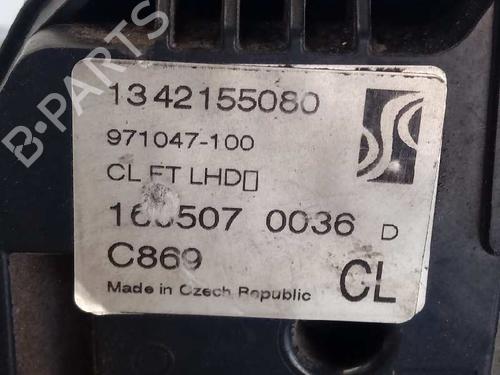 B-PARTS
1342155080
971047-100
CL FT LHD▯
0036 D
C869
CL
Made in Czech Republic